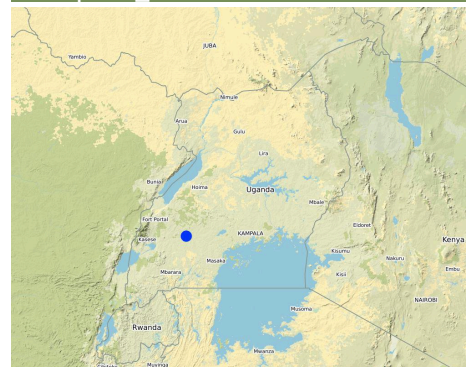 JUBA
Yambio
Nimule
Arua
Gulu
Lira
Bunia
Hoima
Uganda
Mbale
Fort Portal
Eldoret
KAMPALA
Kasese
Kenya
Kisumu
Masaka
Nakuru
Mbarara
Kisii
Embu
NAIROBI
Musoma
Rwanda
Mwanza
Muyinga